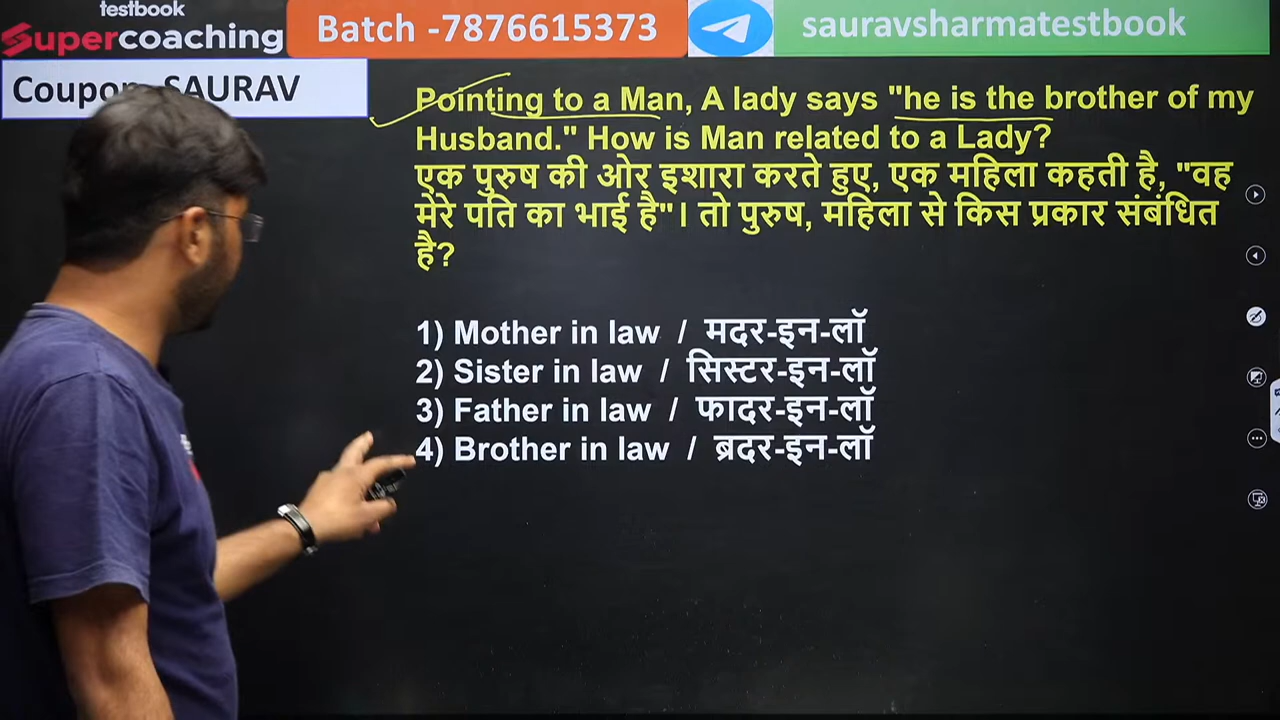 testbook
Supercoaching
Batch -7876615373
sauravsharmatestbook
Coupon SAURAV
Pointing to a Man, A lady says "he is the brother of my
Husband." How is Man related to a Lady?
एक पुरुष की ओर इशारा करते हुए, एक महिला कहती है, "वह
मेरे पति का भाई है"। तो पुरुष, महिला से किस प्रकार संबंधित
है?
1) Mother in law / मदर-इन-लॉ
2) Sister in law / सिस्टर-इन-लॉ
3) Father in law / फादर-इन-लॉ
4) Brother in law / ब्रदर-इन-लॉ